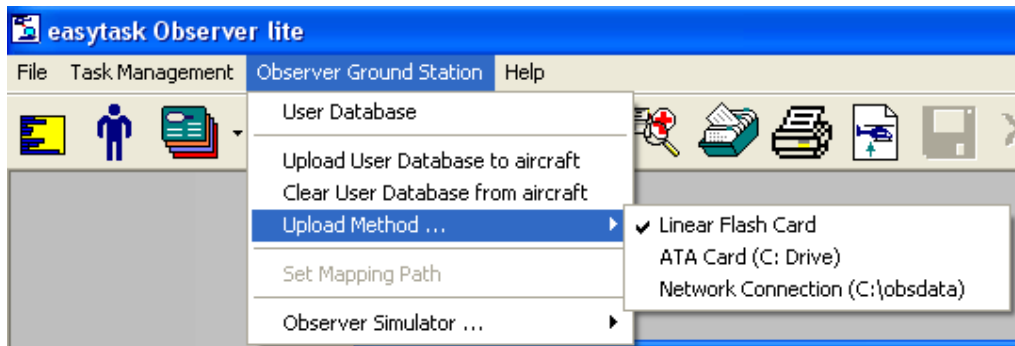 easytask Observer lite
File Task Management Observer Ground Station Help
User Database
Upload User Database to aircraft
Clear User Database from aircraft
Upload Method ...
Linear Flash Card
ATA Card (C: Drive)
Network Connection (C:\obsdata)
Set Mapping Path
Observer Simulator ...